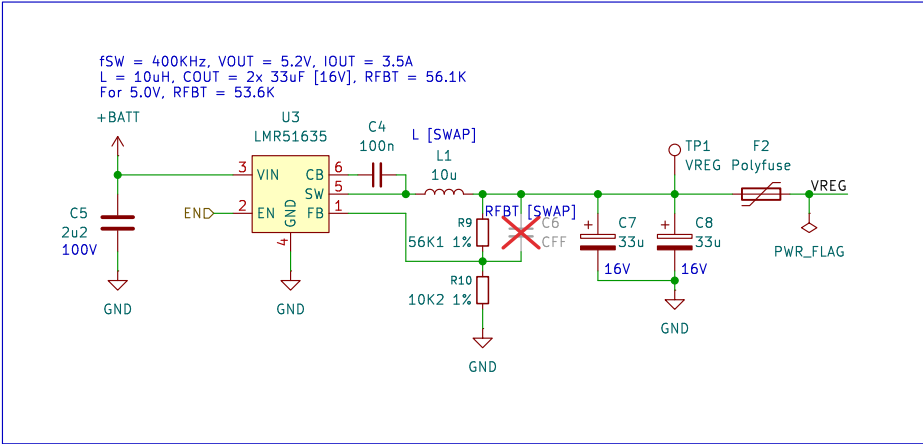 fSW = 400KHz, VOUT = 5.2V, IOUT = 3.5A
L = 10uH, COUT = 2x 33uF [16V], RFBT = 56.1K
For 5.0V, RFBT = 53.6K
+BATT
U3
LMR51635
C4
100n
L [SWAP]
L1
10u
TP1
VREG
F2
Polyfuse
3
VIN
CB
6
SW
5
2
EN
FB
1
GND
4
EN
C5
2u2
100V
RFBT [SWAP]
R9
56K1 1%
C6
CFF
+
C7
33u
16V
+
C8
33u
16V
VREG
PWR_FLAG
R10
10K2 1%
GND
GND
GND
GND